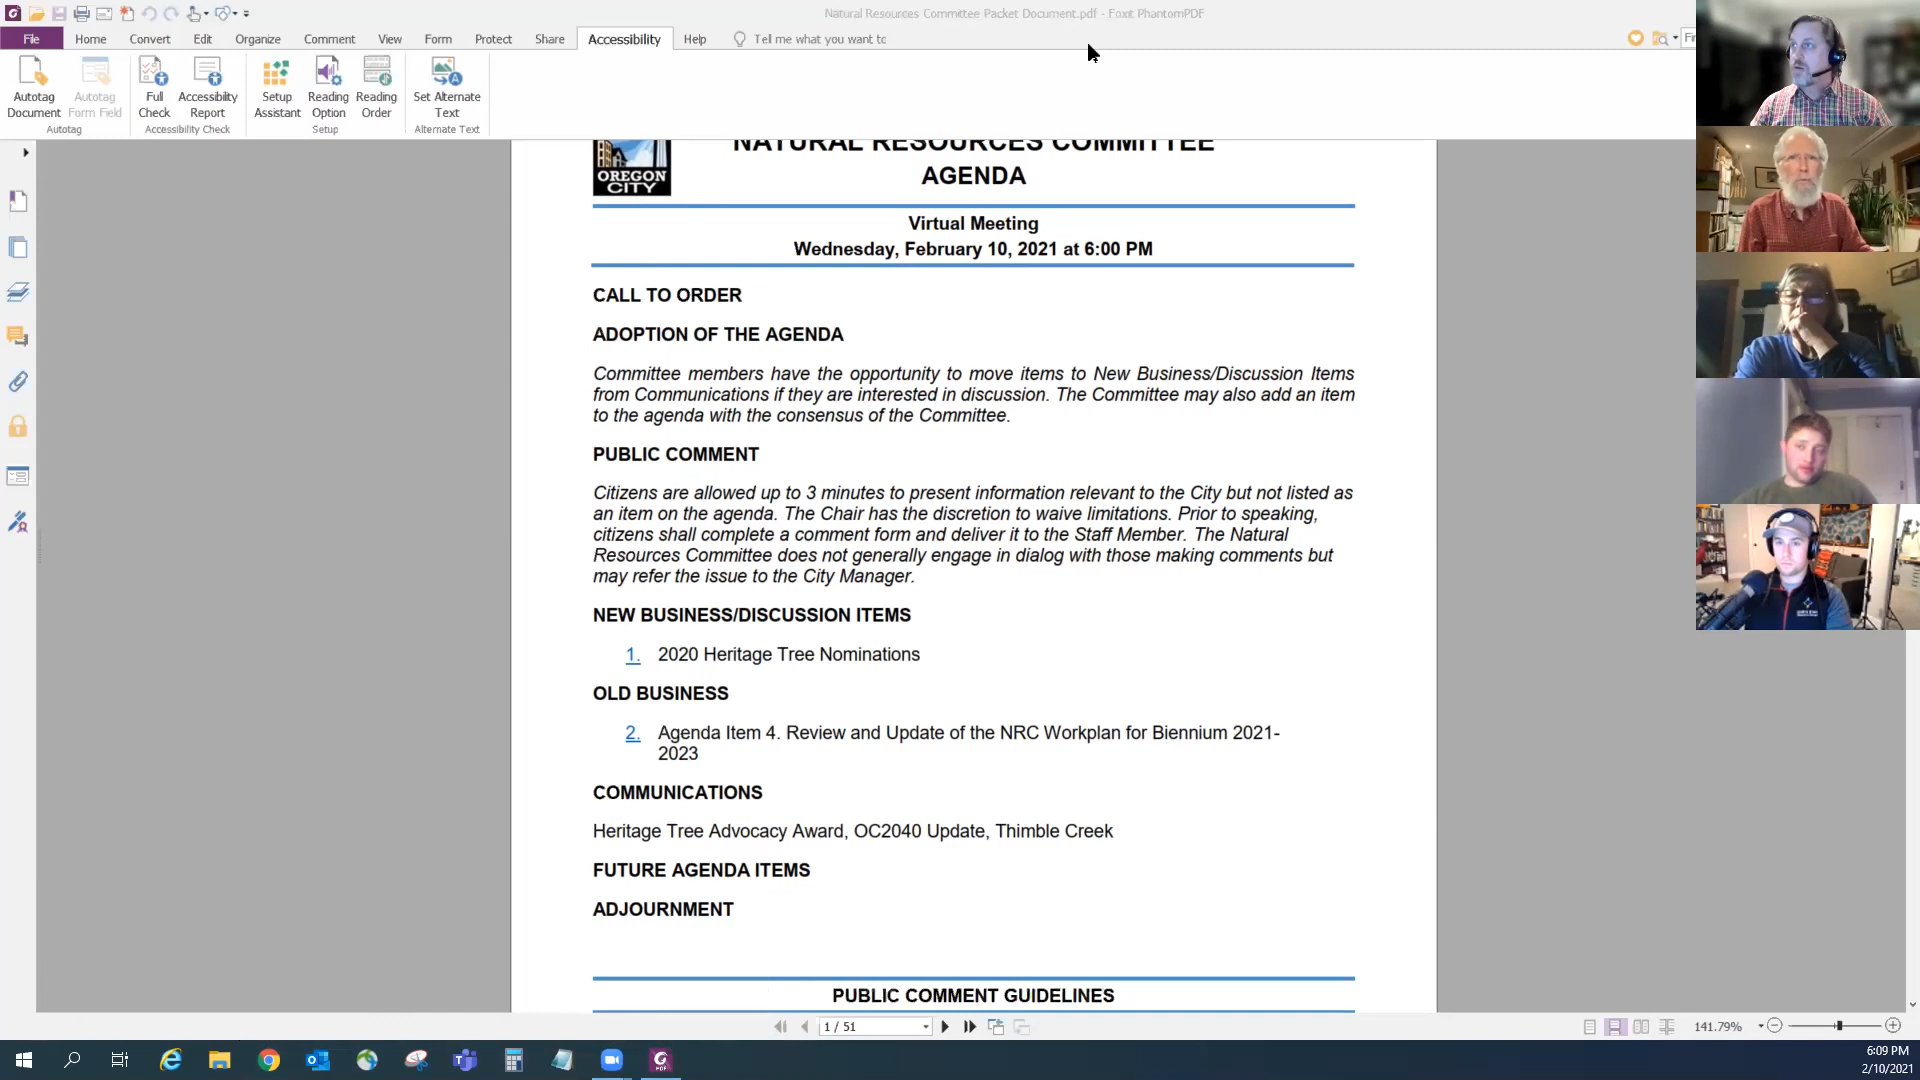 Natural Resources Committee Packet Document.pdf - Foxit PhantomPDF
File Home Convert Edit Organize Comment View Form Protect Share Accessibility Help Tell me what you want to
Autotag Document
Autotag Form Field
Full Check
Accessibility Report
Setup Assistant
Reading Option
Reading Order
Set Alternate Text
Autotag Accessibility Check Setup Alternate Text
OREGON CITY
NATURAL RESOURCES COMMITTEE
AGENDA
Virtual Meeting
Wednesday, February 10, 2021 at 6:00 PM
CALL TO ORDER
ADOPTION OF THE AGENDA
Committee members have the opportunity to move items to New Business/Discussion Items
from Communications if they are interested in discussion. The Committee may also add an item
to the agenda with the consensus of the Committee.
PUBLIC COMMENT
Citizens are allowed up to 3 minutes to present information relevant to the City but not listed as
an item on the agenda. The Chair has the discretion to waive limitations. Prior to speaking,
citizens shall complete a comment form and deliver it to the Staff Member. The Natural
Resources Committee does not generally engage in dialog with those making comments but
may refer the issue to the City Manager.
NEW BUSINESS/DISCUSSION ITEMS
1. 2020 Heritage Tree Nominations
OLD BUSINESS
2. Agenda Item 4. Review and Update of the NRC Workplan for Biennium 2021-
2023
COMMUNICATIONS
Heritage Tree Advocacy Award, OC2040 Update, Thimble Creek
FUTURE AGENDA ITEMS
ADJOURNMENT
PUBLIC COMMENT GUIDELINES
1 / 51
141.79%
6:09 PM
2/10/2021